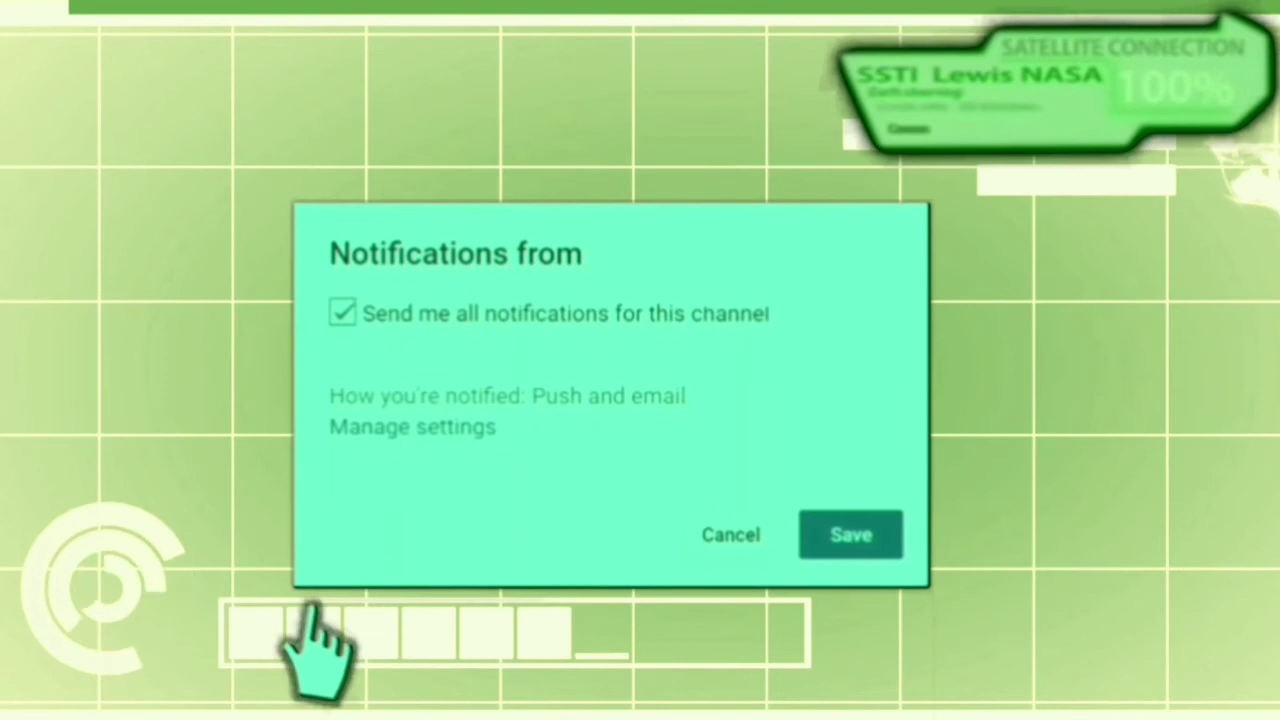 SATELLITE CONNECTION
SSTI Lewis NASA
100%
Notifications from
Send me all notifications for this channel
How you're notified: Push and email
Manage settings
Cancel
Save